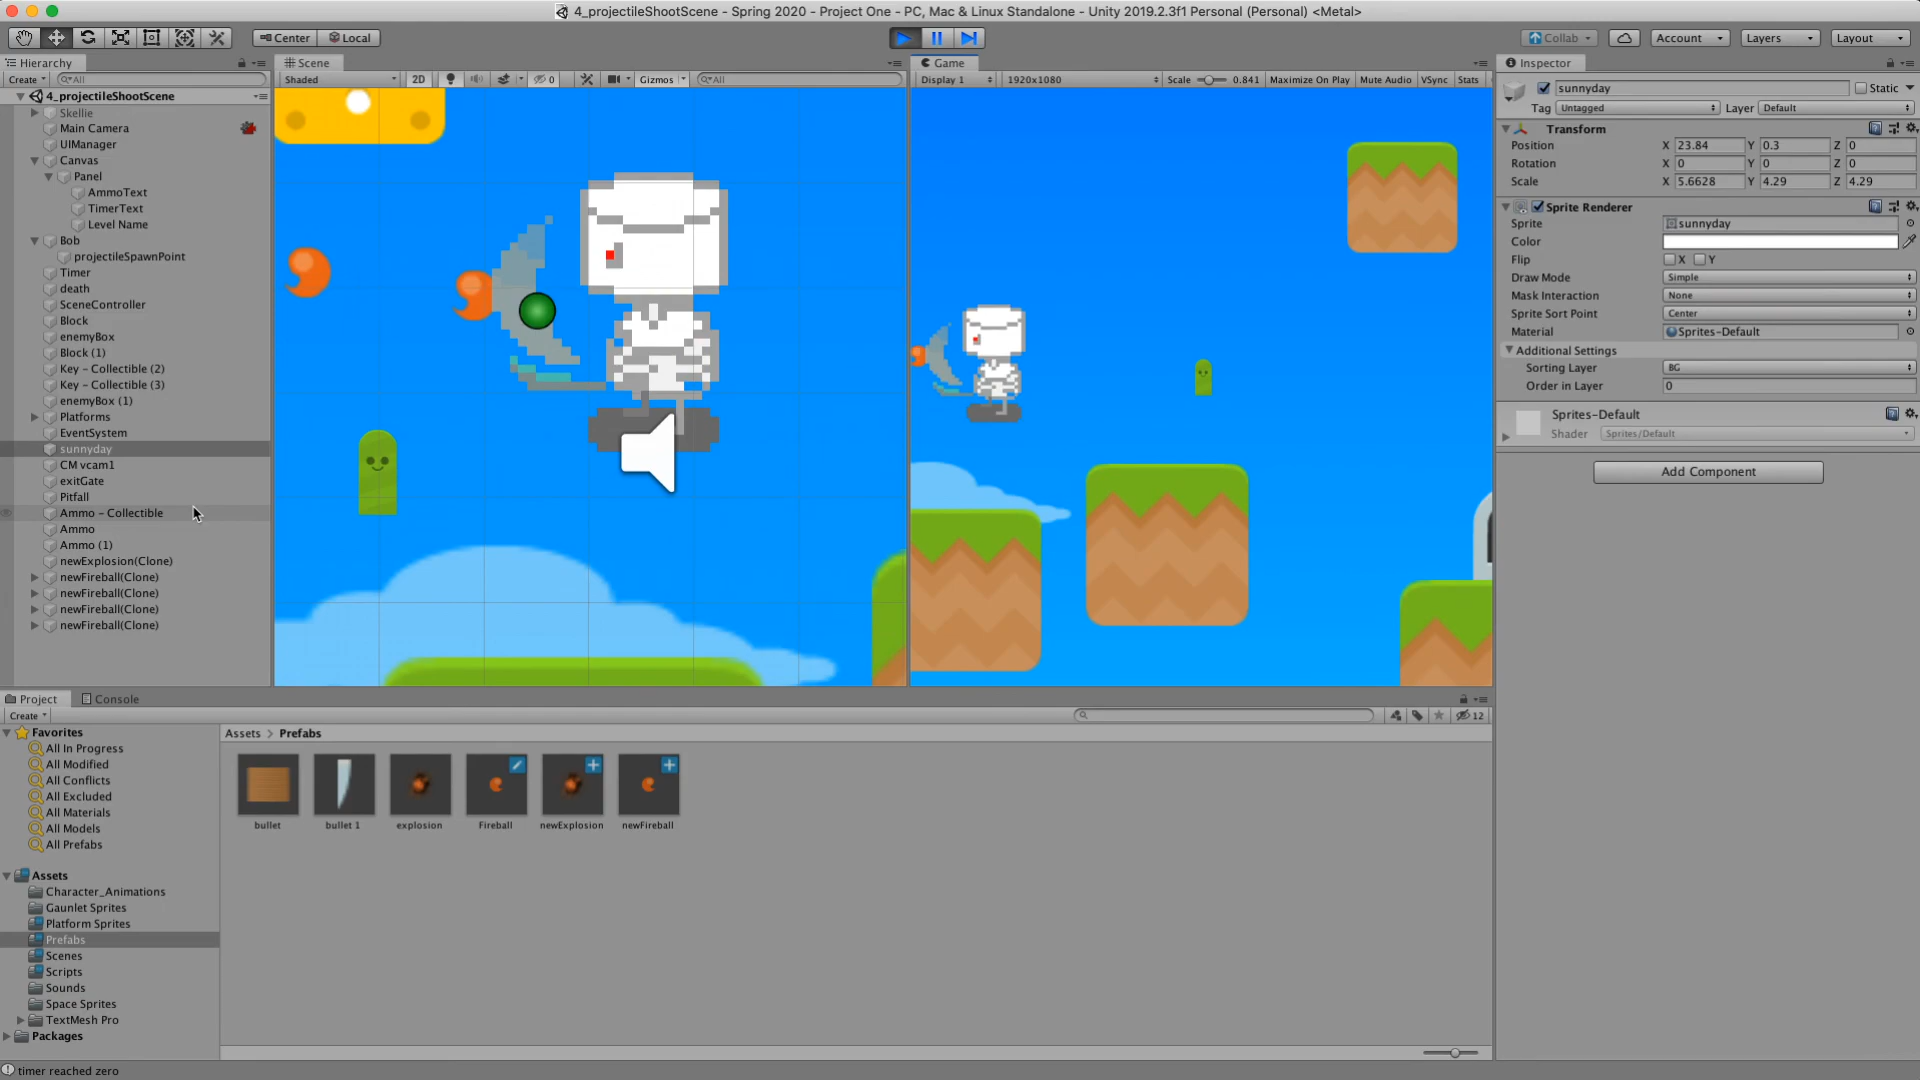 4_projectileShootScene - Spring 2020 - Project One - PC, Mac & Linux Standalone - Unity 2019.2.3f1 Personal (Personal) <Metal>
Center Local
Collab Account Layers Layout
Hierarchy
Create All
4_projectileShootScene
Skellie
Main Camera
UIManager
Canvas
Panel
AmmoText
TimerText
Level Name
Bob
projectileSpawnPoint
Timer
death
SceneController
Block
enemyBox
Block (1)
Key - Collectible (2)
Key - Collectible (3)
enemyBox (1)
Platforms
EventSystem
sunnyday
CM vcam1
exitGate
Pitfall
Ammo - Collectible
Ammo
Ammo (1)
newExplosion(Clone)
newFireball(Clone)
newFireball(Clone)
newFireball(Clone)
newFireball(Clone)
Scene
Shaded 2D 0 Gizmos All
Game
Display 1 1920x1080 Scale 0.841 Maximize On Play Mute Audio VSync Stats
Inspector
sunnyday Static
Tag Untagged Layer Default
Transform
Position X 23.84 Y 0.3 Z 0
Rotation X 0 Y 0 Z 0
Scale X 5.6628 Y 4.29 Z 4.29
Sprite Renderer
Sprite sunnyday
Color
Flip X Y
Draw Mode Simple
Mask Interaction None
Sprite Sort Point Center
Material Sprites-Default
Additional Settings
Sorting Layer BG
Order in Layer 0
Sprites-Default
Shader Sprites/Default
Add Component
Project Console
Create 12
Favorites
All In Progress
All Modified
All Conflicts
All Excluded
All Materials
All Models
All Prefabs
Assets
Character_Animations
Gaunlet Sprites
Platform Sprites
Prefabs
Scenes
Scripts
Sounds
Space Sprites
TextMesh Pro
Packages
Assets > Prefabs
bullet bullet 1 explosion Fireball newExplosion newFireball
timer reached zero